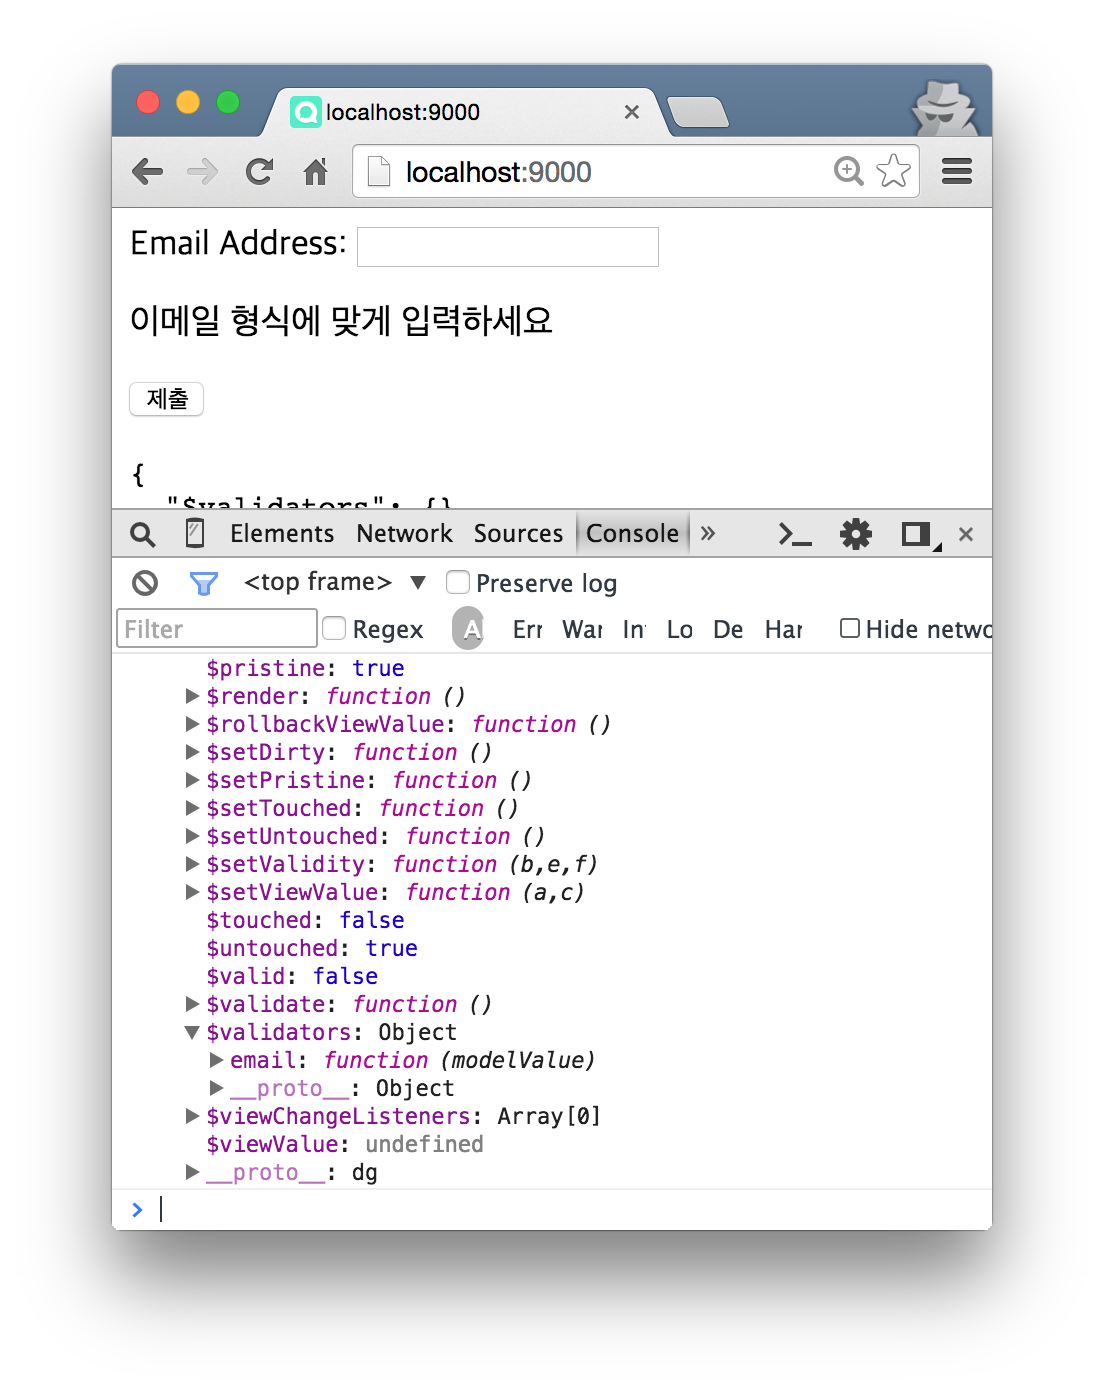 localhost:9000
localhost:9000
Email Address:
이메일 형식에 맞게 입력하세요
제출
{
"$validators": {}
Elements Network Sources Console »
<top frame> ▼ Preserve log
Filter Regex A Err War Int Lo De Har Hide netwo
$pristine: true
▶ $render: function ()
▶ $rollbackViewValue: function ()
▶ $setDirty: function ()
▶ $setPristine: function ()
▶ $setTouched: function ()
▶ $setUntouched: function ()
▶ $setValidity: function (b,e,f)
▶ $setViewValue: function (a,c)
$touched: false
$untouched: true
$valid: false
▶ $validate: function ()
▼ $validators: Object
▶ email: function (modelValue)
▶ __proto__: Object
▶ $viewChangeListeners: Array[0]
$viewValue: undefined
▶ __proto__: dg
>